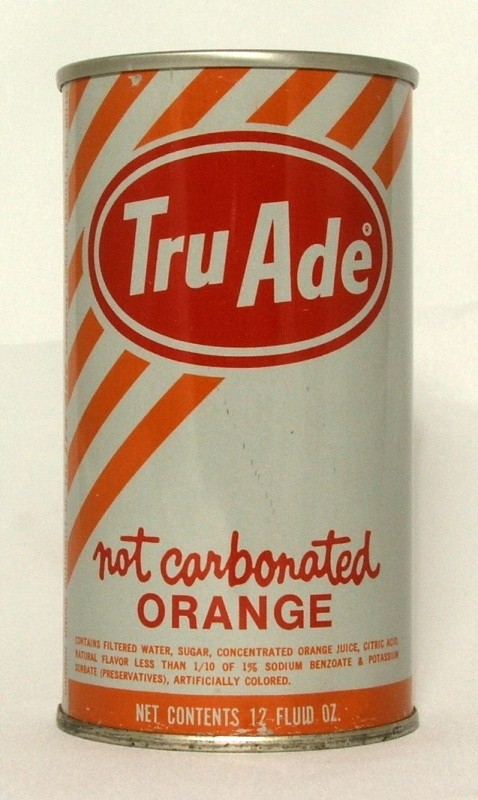 Tru Ade®
not carbonated
ORANGE
CONTAINS FILTERED WATER, SUGAR, CONCENTRATED ORANGE JUICE, CITRIC ACID,
NATURAL FLAVOR LESS THAN 1/10 OF 1% SODIUM BENZOATE & POTASSIUM
SORBATE (PRESERVATIVES), ARTIFICIALLY COLORED.
NET CONTENTS 12 FLUID OZ.